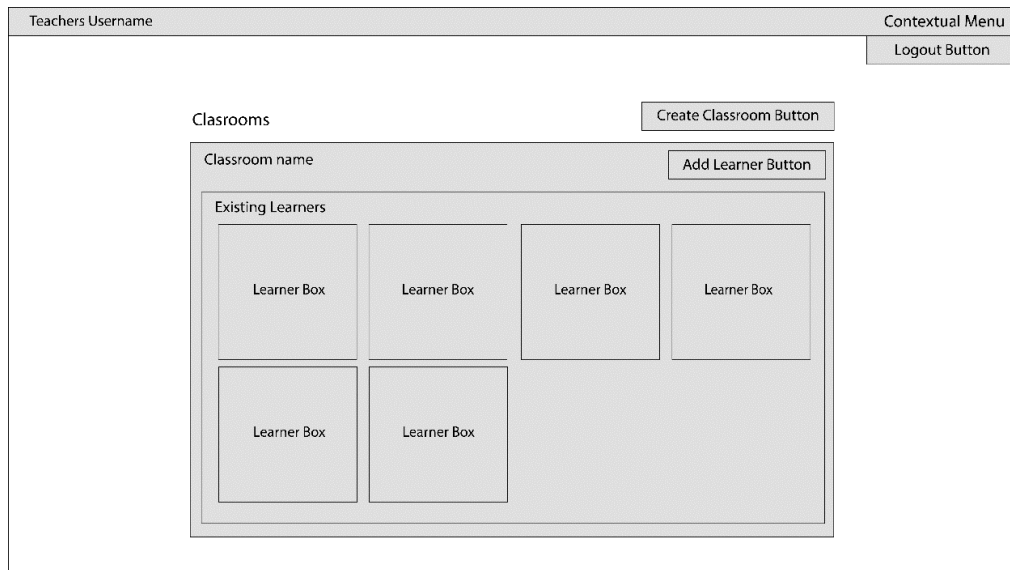 Teachers Username
Contextual Menu
Logout Button
Clasrooms
Create Classroom Button
Classroom name
Add Learner Button
Existing Learners
Learner Box
Learner Box
Learner Box
Learner Box
Learner Box
Learner Box